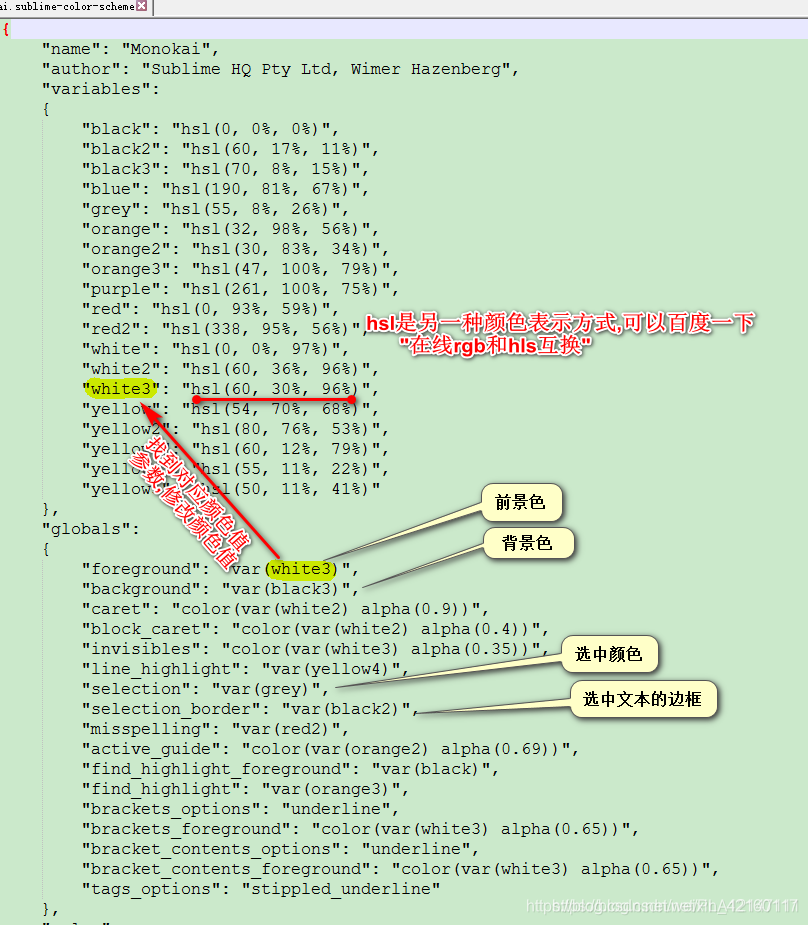 ai.sublime-color-scheme
{
"name": "Monokai",
"author": "Sublime HQ Pty Ltd, Wimer Hazenberg",
"variables":
{
"black": "hsl(0, 0%, 0%)",
"black2": "hsl(60, 17%, 11%)",
"black3": "hsl(70, 8%, 15%)",
"blue": "hsl(190, 81%, 67%)",
"grey": "hsl(55, 8%, 26%)",
"orange": "hsl(32, 98%, 56%)",
"orange2": "hsl(30, 83%, 34%)",
"orange3": "hsl(47, 100%, 79%)",
"purple": "hsl(261, 100%, 75%)",
"red": "hsl(0, 93%, 59%)",
"red2": "hsl(338, 95%, 56%)",
hsl是另一种颜色表示方式,可以百度一下
"在线rgb和hls互换"
"white": "hsl(0, 0%, 97%)",
"white2": "hsl(60, 36%, 96%)",
"white3": "hsl(60, 30%, 96%)",
"yellow": "hsl(54, 70%, 68%)",
"yellow2": "hsl(80, 76%, 53%)",
"yello": "hsl(60, 12%, 79%)",
"yello": "hsl(55, 11%, 22%)",
"yello": "hsl(50, 11%, 41%)"
找到对应颜色值
参数,修改颜色值
},
"globals":
{
前景色
背景色
"foreground": "var(white3)",
"background": "var(black3)",
"caret": "color(var(white2) alpha(0.9))",
"block_caret": "color(var(white2) alpha(0.4))",
"invisibles": "color(var(white3) alpha(0.35))",
选中颜色
"line_highlight": "var(yellow4)",
"selection": "var(grey)",
选中文本的边框
"selection_border": "var(black2)",
"misspelling": "var(red2)",
"active_guide": "color(var(orange2) alpha(0.69))",
"find_highlight_foreground": "var(black)",
"find_highlight": "var(orange3)",
"brackets_options": "underline",
"brackets_foreground": "color(var(white3) alpha(0.65))",
"bracket_contents_options": "underline",
"bracket_contents_foreground": "color(var(white3) alpha(0.65))",
"tags_options": "stippled_underline"
},